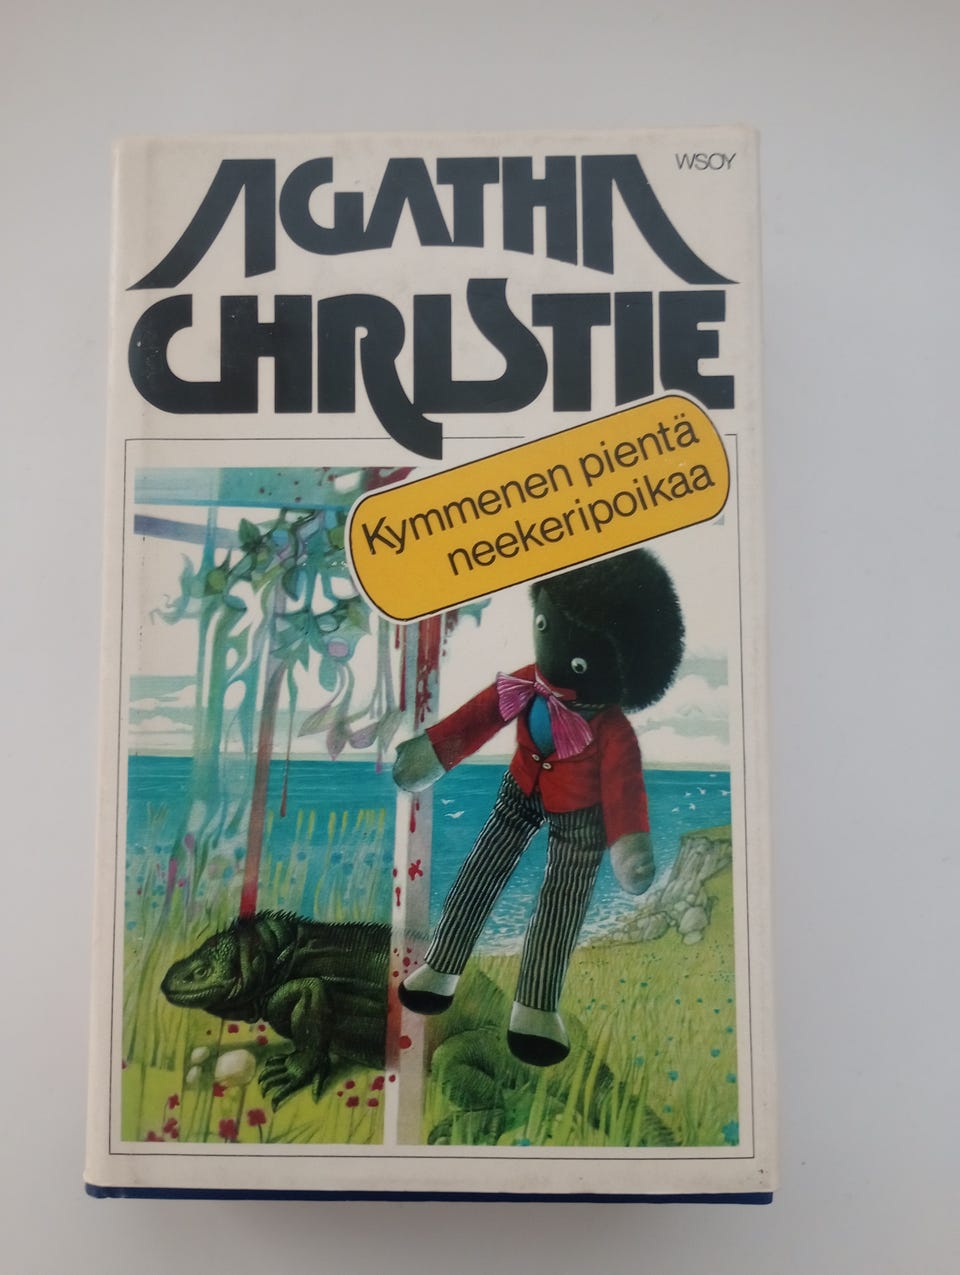 WSOY
AGATHA
CHRISTIE
Kymmenen pientä
neekeripoikaa